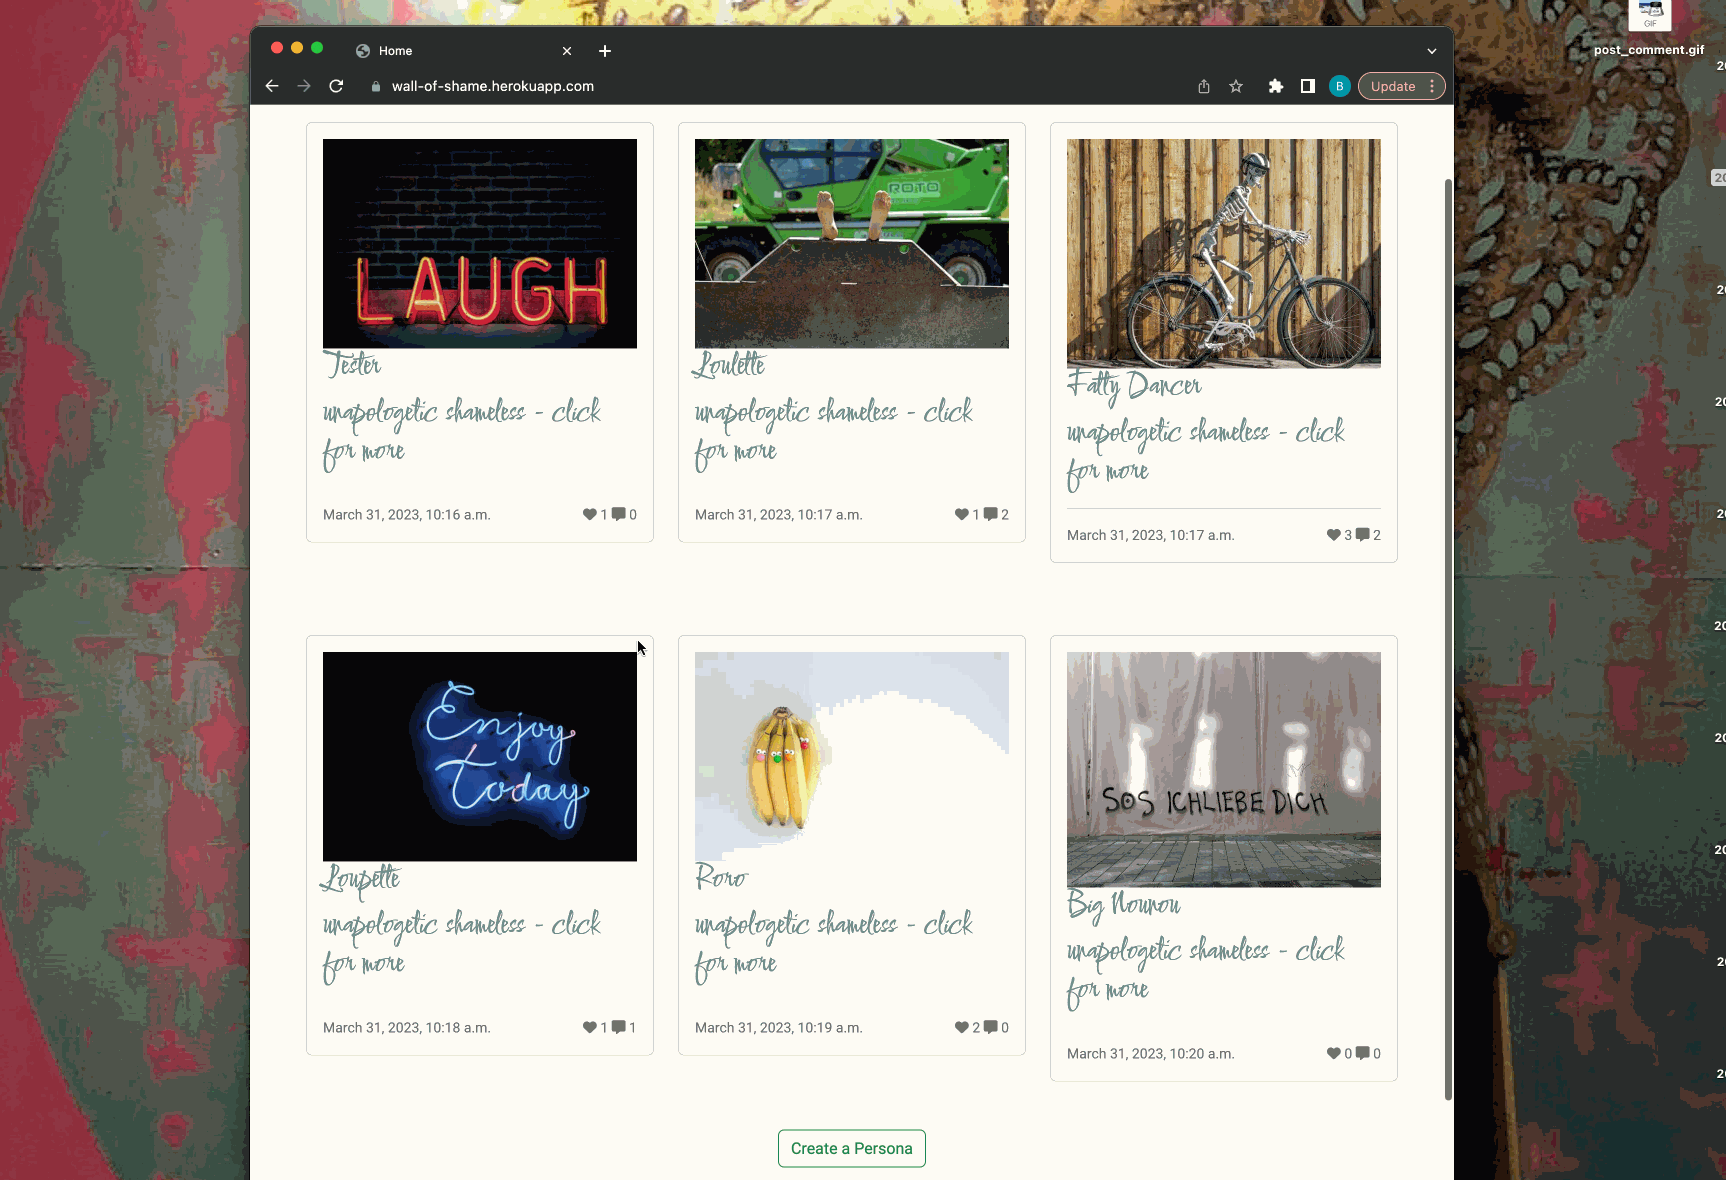 GIF
post_comment.gif
Home
wall-of-shame.herokuapp.com
B
Update
LAUGH
ROTO
Tester
unapologetic shameless - click
for more
March 31, 2023, 10:16 a.m.
1 0
Loulette
unapologetic shameless - click
for more
March 31, 2023, 10:17 a.m.
1 2
Fatty Dancer
unapologetic shameless - click
for more
March 31, 2023, 10:17 a.m.
3 2
Enjoy
Today
Loupette
unapologetic shameless - click
for more
March 31, 2023, 10:18 a.m.
1 1
Roro
unapologetic shameless - click
for more
March 31, 2023, 10:19 a.m.
2 0
SOS ICH LIEBE DICH
Big Nounou
unapologetic shameless - click
for more
March 31, 2023, 10:20 a.m.
0 0
Create a Persona